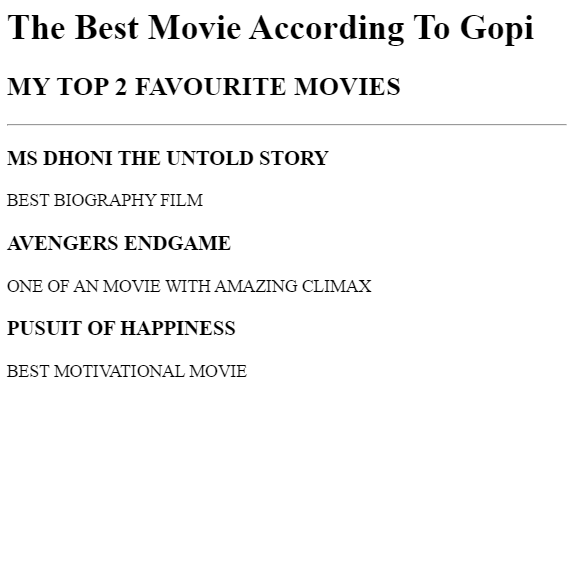 The Best Movie According To Gopi
MY TOP 2 FAVOURITE MOVIES
MS DHONI THE UNTOLD STORY
BEST BIOGRAPHY FILM
AVENGERS ENDGAME
ONE OF AN MOVIE WITH AMAZING CLIMAX
PUSUIT OF HAPPINESS
BEST MOTIVATIONAL MOVIE